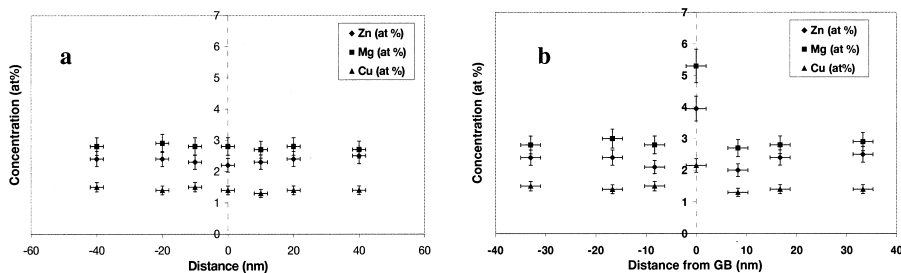 a
7
6
5
4
3
2
1
0
-60 -40 -20 0 20 40 60
Concentration (at%)
Distance (nm)
Zn (at %)
Mg (at %)
Cu (at %)
b
7
6
5
4
3
2
1
0
-40 -30 -20 -10 0 10 20 30 40
Concentration (at %)
Distance from GB (nm)
Zn (at %)
Mg (at %)
Cu (at%)